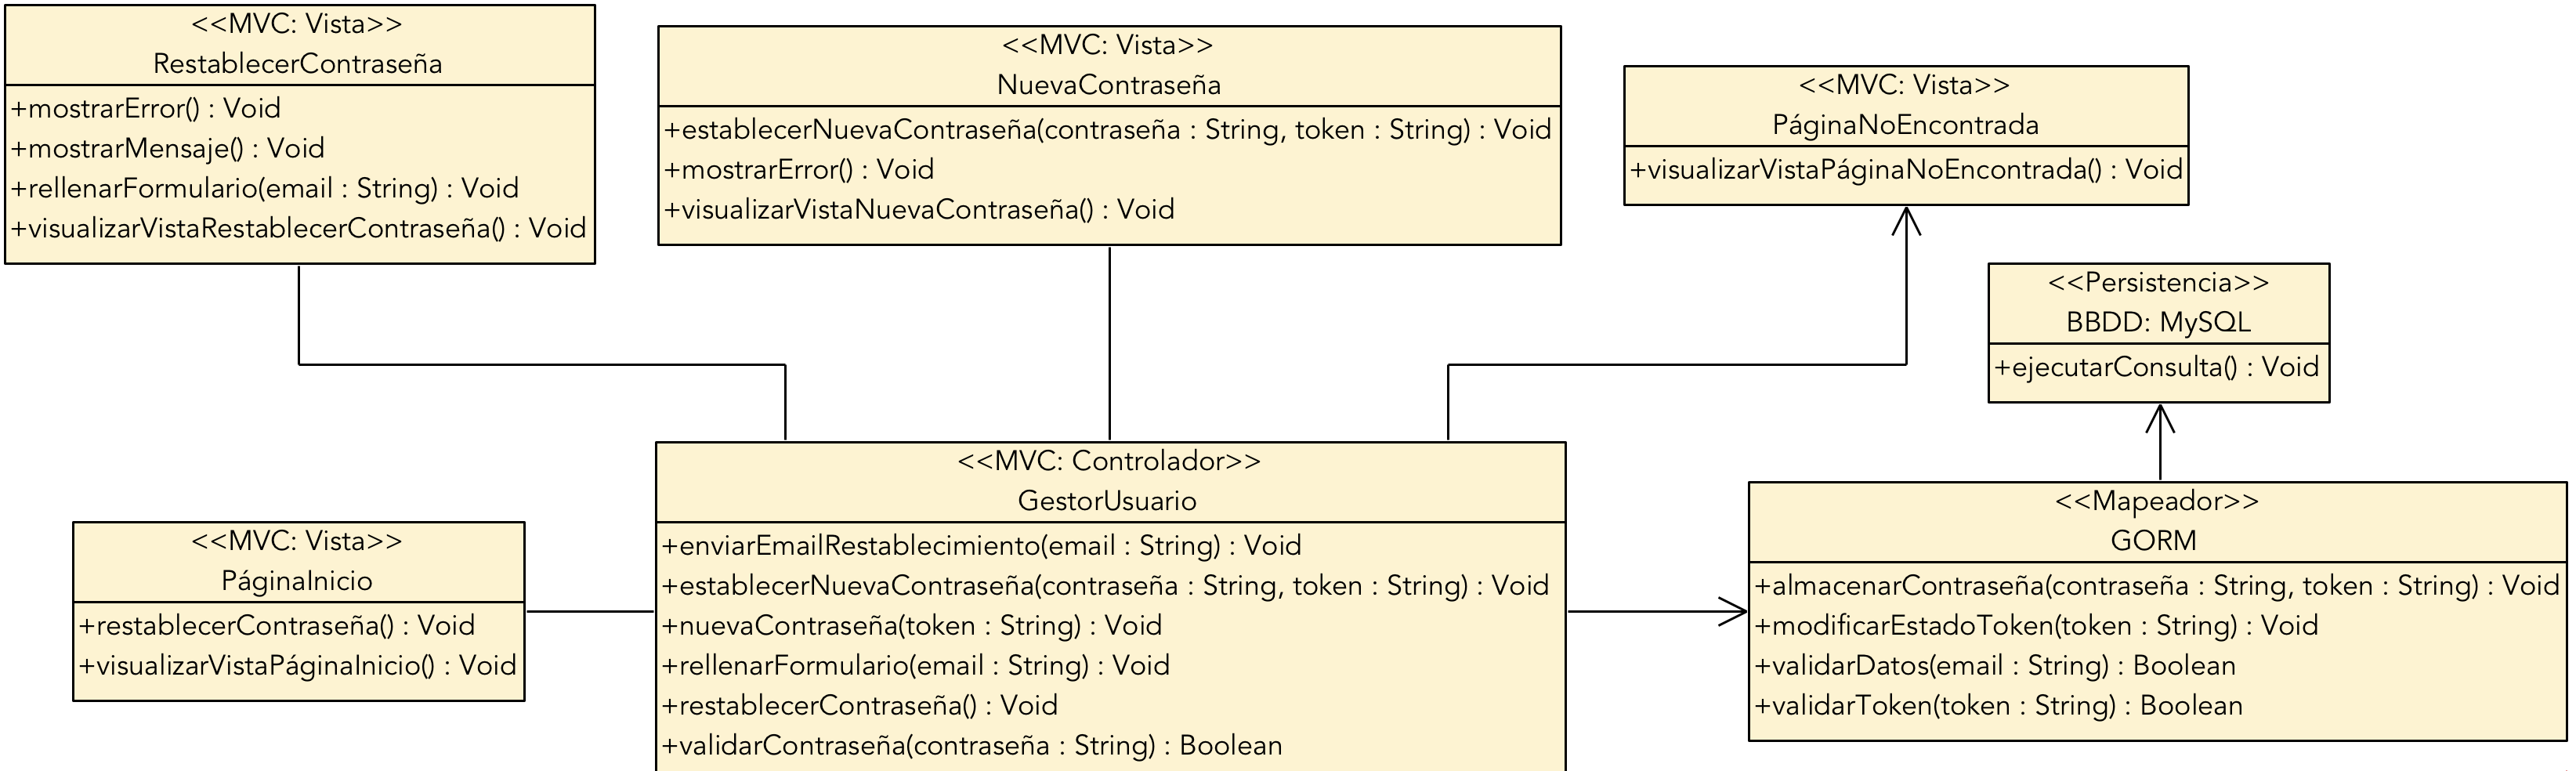 <<MVC: Vista>>
RestablecerContraseña
+mostrarError() : Void
+mostrarMensaje() : Void
+rellenarFormulario(email : String) : Void
+visualizarVistaRestablecerContraseña() : Void
<<MVC: Vista>>
NuevaContraseña
+establecerNuevaContraseña(contraseña : String, token : String) : Void
+mostrarError() : Void
+visualizarVistaNuevaContraseña() : Void
<<MVC: Vista>>
PáginaNoEncontrada
+visualizarVistaPáginaNoEncontrada() : Void
<<Persistencia>>
BBDD: MySQL
+ejecutarConsulta() : Void
<<MVC: Vista>>
PáginaInicio
+restablecerContraseña() : Void
+visualizarVistaPáginaInicio() : Void
<<MVC: Controlador>>
GestorUsuario
+enviarEmailRestablecimiento(email : String) : Void
+establecerNuevaContraseña(contraseña : String, token : String) : Void
+nuevaContraseña(token : String) : Void
+rellenarFormulario(email : String) : Void
+restablecerContraseña() : Void
+validarContraseña(contraseña : String) : Boolean
<<Mapeador>>
GORM
+almacenarContraseña(contraseña : String, token : String) : Void
+modificarEstadoToken(token : String) : Void
+validarDatos(email : String) : Boolean
+validarToken(token : String) : Boolean